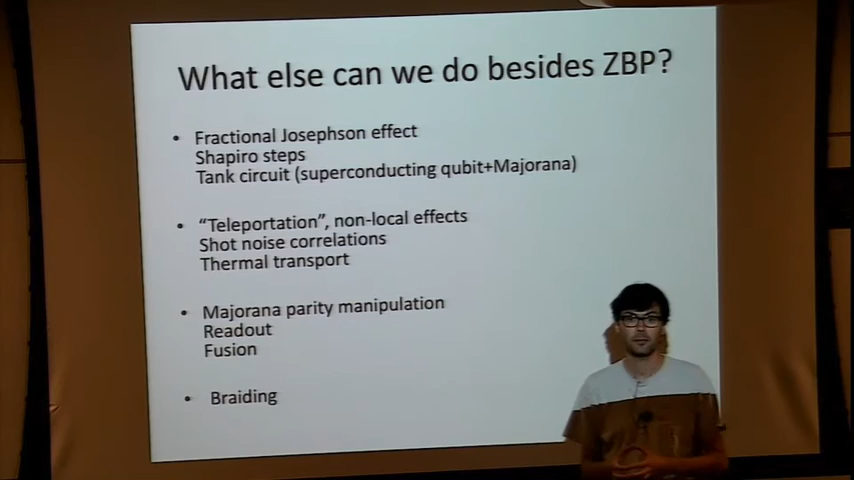 What else can we do besides ZBP?
• Fractional Josephson effect
Shapiro steps
Tank circuit (superconducting qubit+Majorana)
• “Teleportation”, non-local effects
Shot noise correlations
Thermal transport
• Majorana parity manipulation
Readout
Fusion
• Braiding